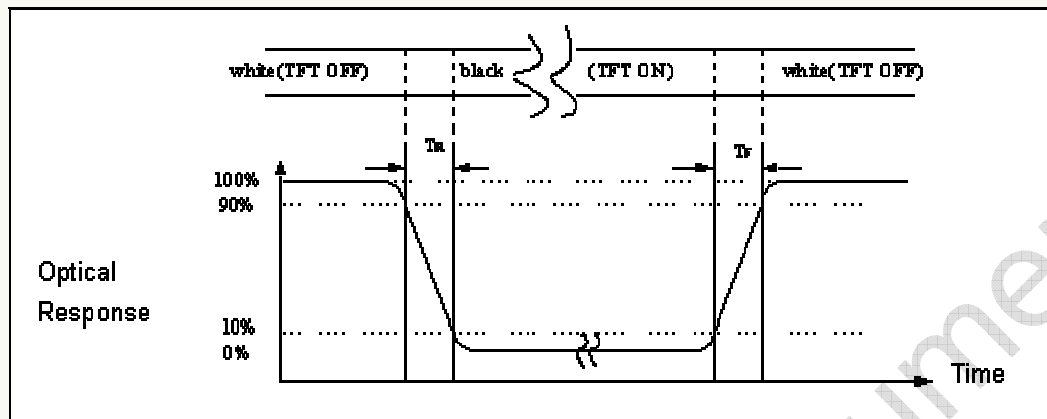 white(TFT OFF) black (TFT ON) white(TFT OFF)
TR TF
100%
90%
Optical
Response
10%
0%
Time